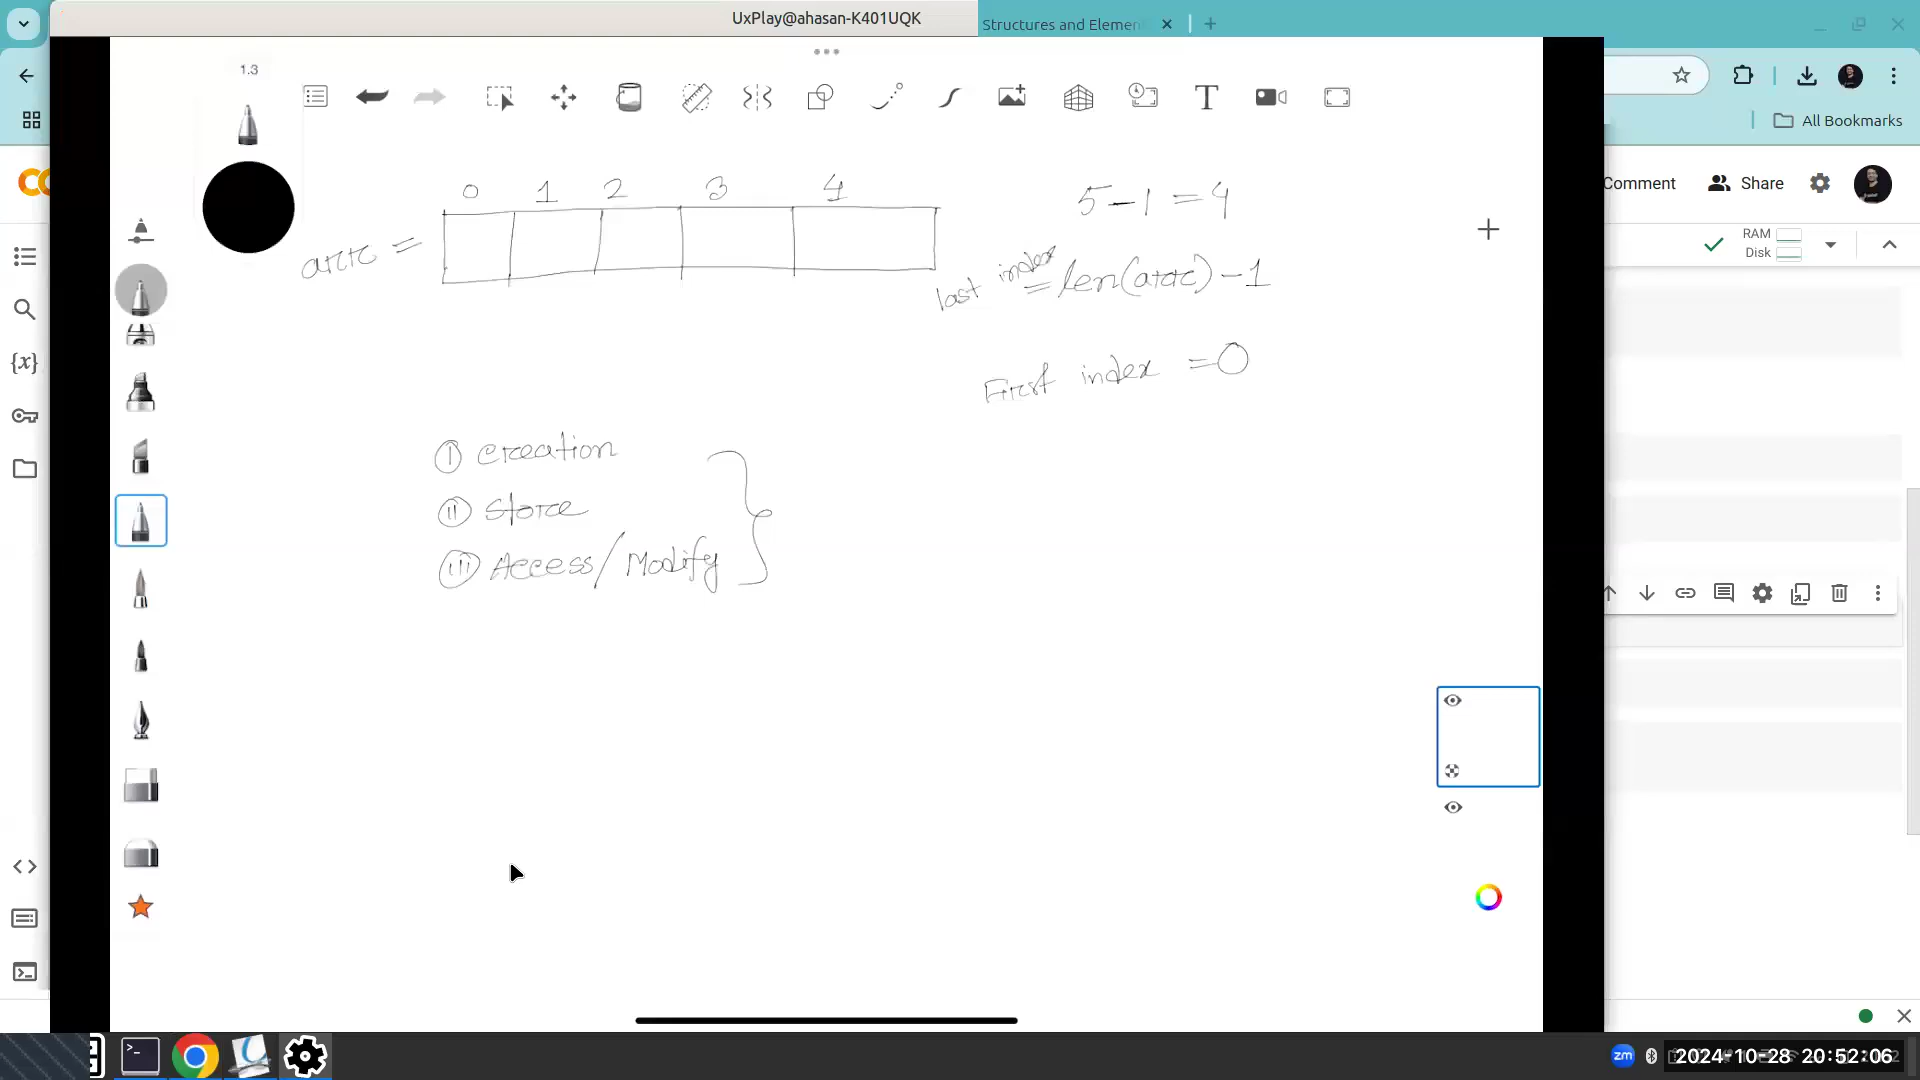 UxPlay@ahasan-K401UQK
Structures and Elemen
All Bookmarks
1.3
Comment
Share
RAM
Disk
0 1 2 3 4
arr =
5-1=4
last index = len(arr)-1
First index = 0
(i) creation
(ii) store
(iii) Access/Modify
zm
2024-10-28 20:52:06